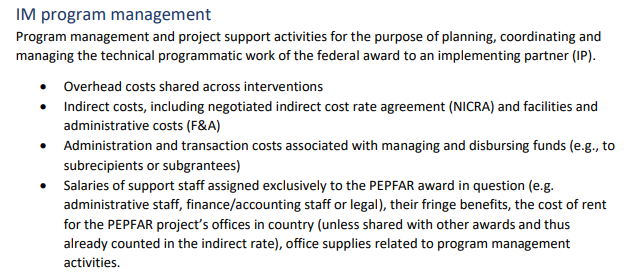 IM program management
Program management and project support activities for the purpose of planning, coordinating and
managing the technical programmatic work of the federal award to an implementing partner (IP).
• Overhead costs shared across interventions
• Indirect costs, including negotiated indirect cost rate agreement (NICRA) and facilities and
administrative costs (F&A)
• Administration and transaction costs associated with managing and disbursing funds (e.g., to
subrecipients or subgrantees)
• Salaries of support staff assigned exclusively to the PEPFAR award in question (e.g.
administrative staff, finance/accounting staff or legal), their fringe benefits, the cost of rent
for the PEPFAR project’s offices in country (unless shared with other awards and thus
already counted in the indirect rate), office supplies related to program management
activities.